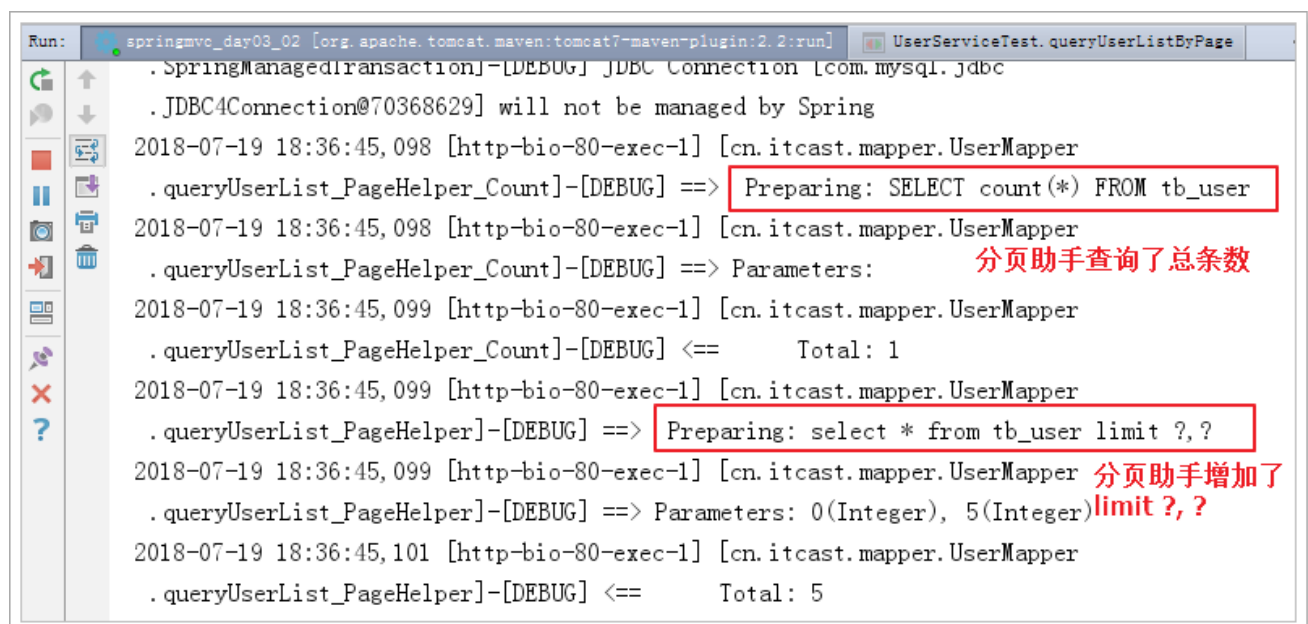 Run: springmvc_day03_02 [org.apache.tomcat.maven:tomcat7-maven-plugin:2.2:run] UserServiceTest.queryUserListByPage
.SpringManagedTransaction]-[DEBUG] JDBC Connection [com.mysql.jdbc
.JDBC4Connection@70368629] will not be managed by Spring
2018-07-19 18:36:45,098 [http-bio-80-exec-1] [cn.itcast.mapper.UserMapper
.queryUserList_PageHelper_Count]-[DEBUG] ==> Preparing: SELECT count(*) FROM tb_user
2018-07-19 18:36:45,098 [http-bio-80-exec-1] [cn.itcast.mapper.UserMapper
分页助手查询了总条数
.queryUserList_PageHelper_Count]-[DEBUG] ==> Parameters:
2018-07-19 18:36:45,099 [http-bio-80-exec-1] [cn.itcast.mapper.UserMapper
.queryUserList_PageHelper_Count]-[DEBUG] <== Total: 1
2018-07-19 18:36:45,099 [http-bio-80-exec-1] [cn.itcast.mapper.UserMapper
.queryUserList_PageHelper]-[DEBUG] ==> Preparing: select * from tb_user limit ?,?
2018-07-19 18:36:45,099 [http-bio-80-exec-1] [cn.itcast.mapper.UserMapper
分页助手增加了
.queryUserList_PageHelper]-[DEBUG] ==> Parameters: 0(Integer), 5(Integer)
limit ?, ?
2018-07-19 18:36:45,101 [http-bio-80-exec-1] [cn.itcast.mapper.UserMapper
.queryUserList_PageHelper]-[DEBUG] <== Total: 5